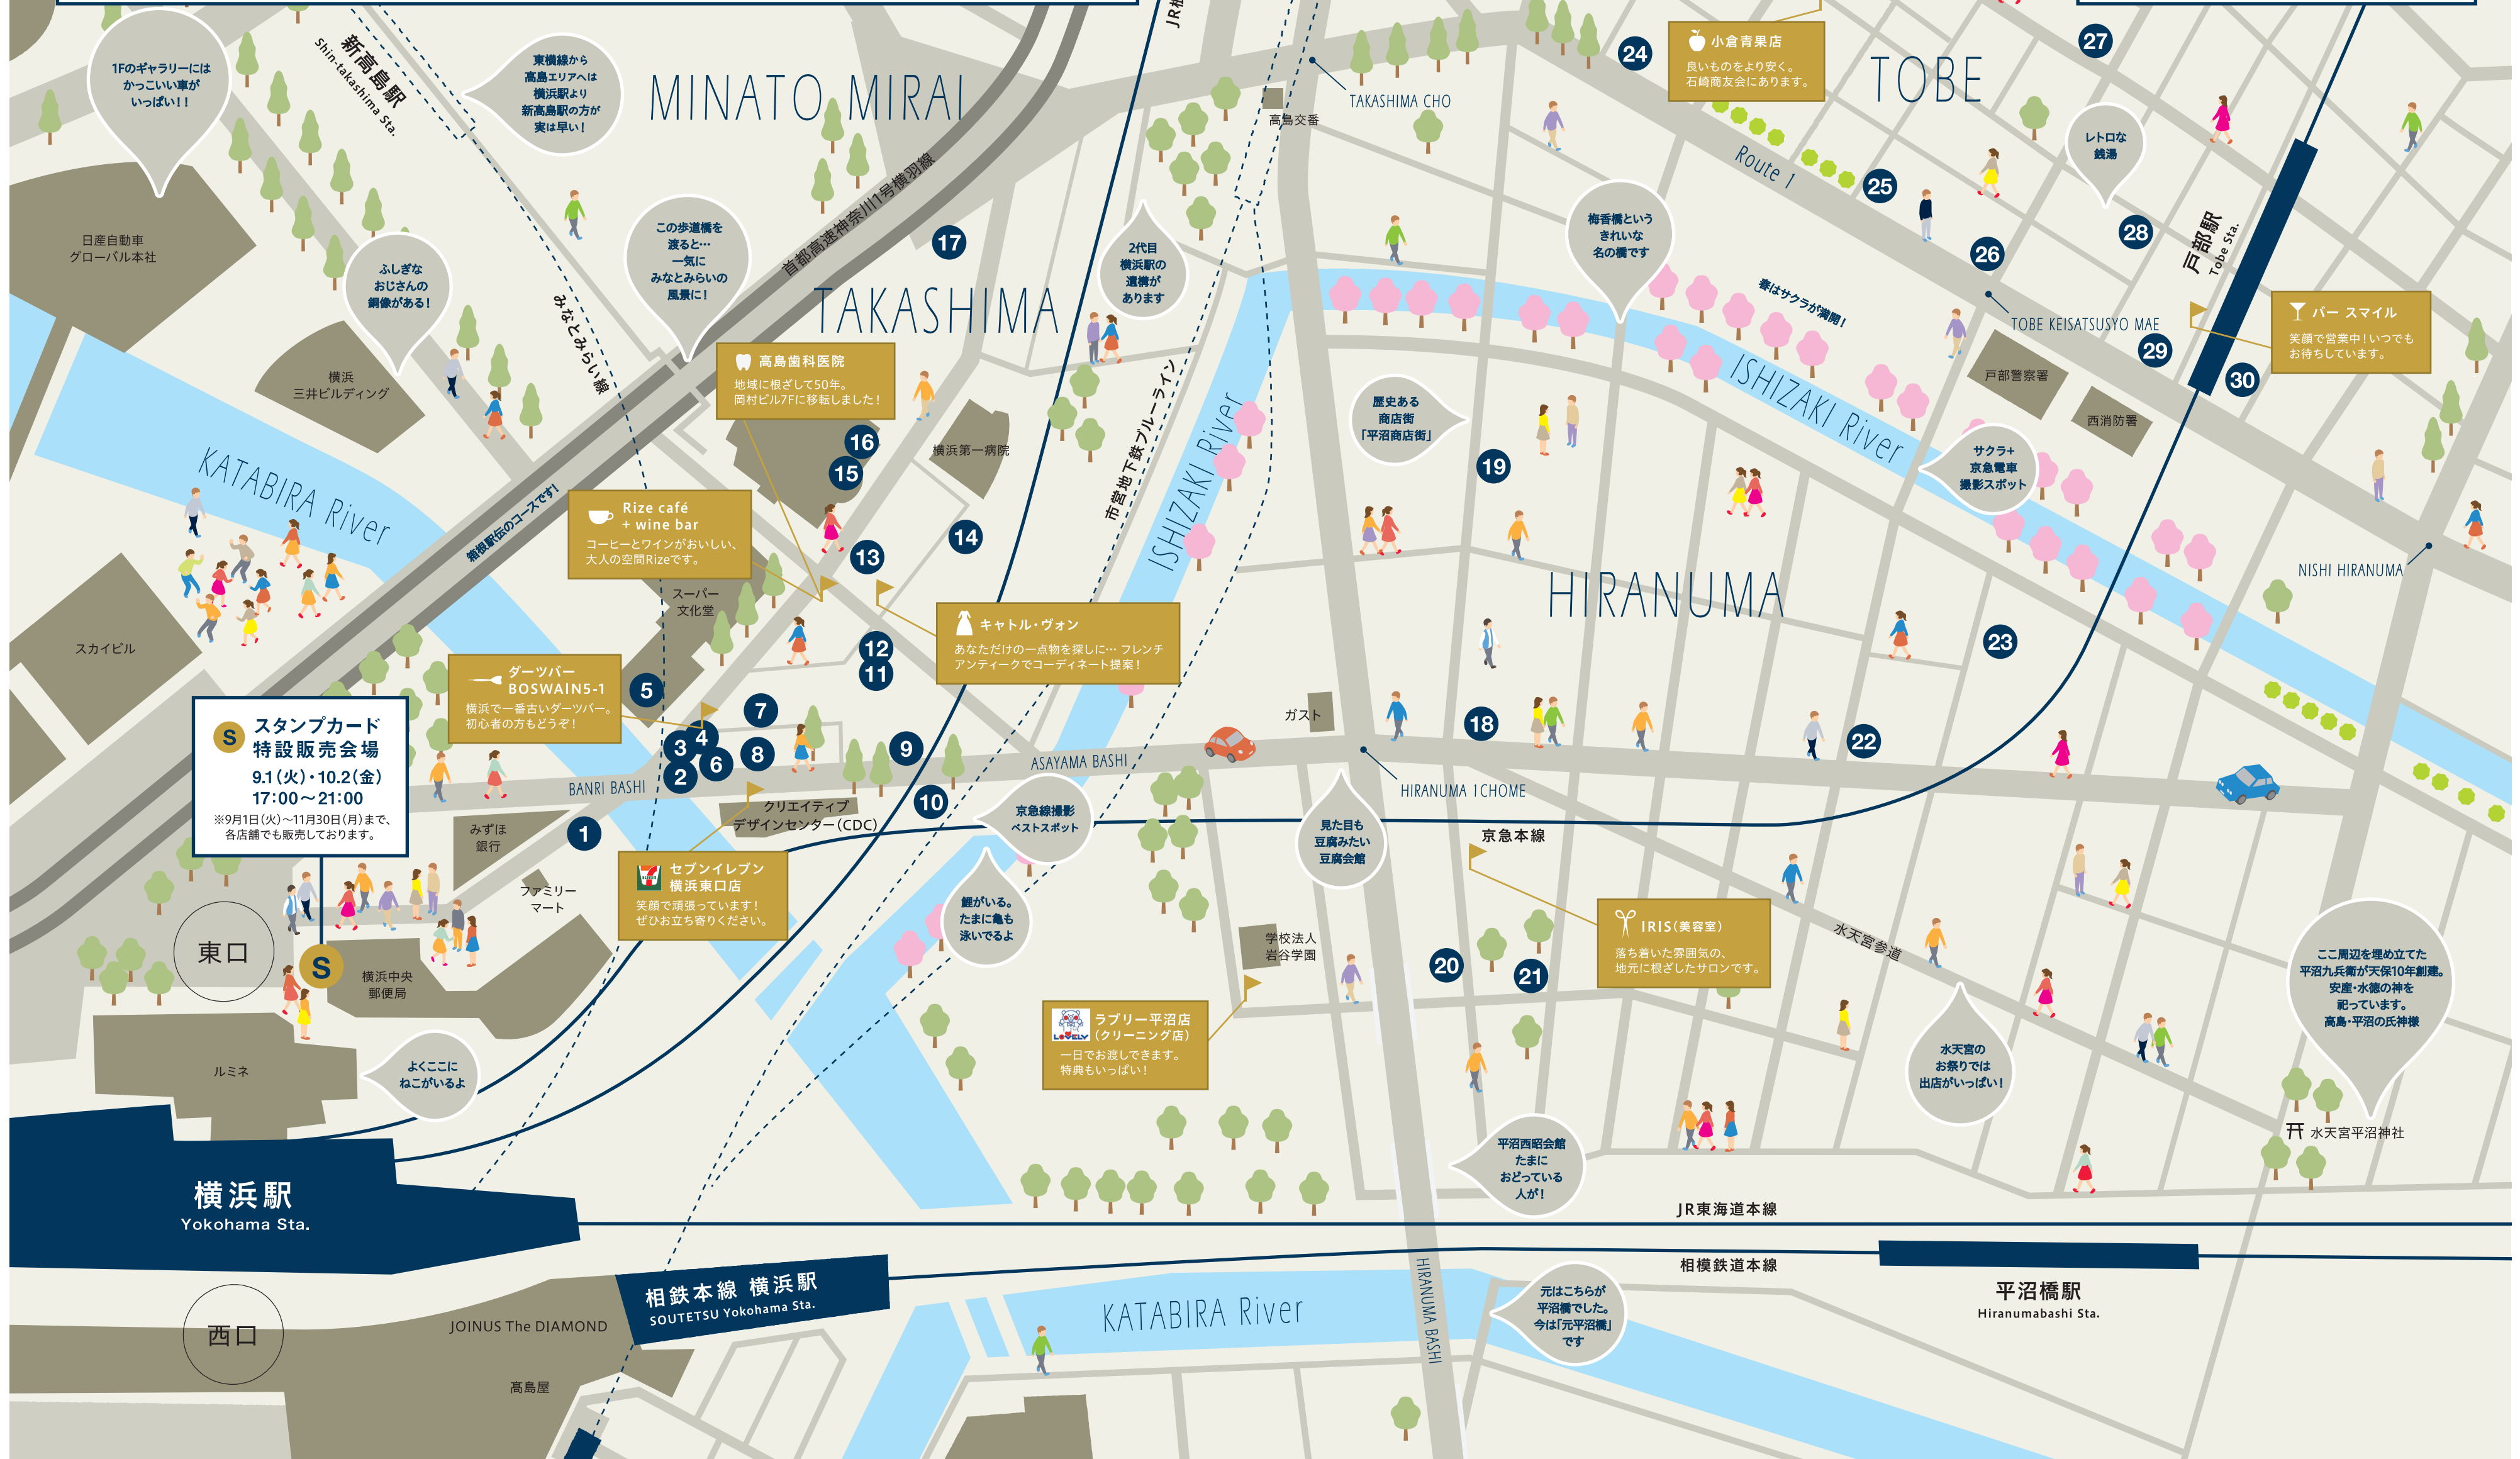 1Fのギャラリーには
かっこいい車が
いっぱい！！
新高島駅
Shin-takashima Sta.
東横線から
高島エリアへは
横浜駅より
新高島駅の方が
実は早い！
MINATO MIRAI
TAKASHIMA CHO
高島交番
24
小倉青果店
良いものをより安く。
石崎商友会にあります。
TOBE
27
レトロな
銭湯
Route 1
25
26
28
戸部駅
Tobe Sta.
日産自動車
グローバル本社
ふしぎな
おじさんの
銅像がある！
この歩道橋を
渡ると…
一気に
みなとみらいの
風景に！
首都高速神奈川1号横羽線
17
TAKASHIMA
2代目
横浜駅の
遺構が
あります
梅香橋という
きれいな
名の橋です
春はサクラが満開！
TOBE KEISATSUSYO MAE
29
30
バー スマイル
笑顔で営業中！いつでも
お待ちしています。
横浜
三井ビルディング
みなとみらい線
高島歯科医院
地域に根ざして50年。
岡村ビル7Fに移転しました！
16
15
横浜第一病院
市営地下鉄ブルーライン
ISHIZAKI River
歴史ある
商店街
「平沼商店街」
19
ISHIZAKI River
戸部警察署
西消防署
サクラ+
京急電車
撮影スポット
KATABIRA River
箱根駅伝のコースです！
Rize café
+ wine bar
コーヒーとワインがおいしい、
大人の空間Rizeです。
14
13
HIRANUMA
NISHI HIRANUMA
スーパー
文化堂
キャトル・ヴォン
あなただけの一点物を探しに… フレンチ
アンティークでコーディネート提案！
12
11
23
スカイビル
ダーツバー
BOSWAIN5-1
横浜で一番古いダーツバー。
初心者の方もどうぞ！
5
7
3
4
8
6
2
9
10
ASAYAMA BASHI
ガスト
18
22
HIRANUMA 1CHOME
S
スタンプカード
特設販売会場
9.1（火）・10.2（金）
17：00～21：00
※9月1日（火）～11月30日（月）まで、
各店舗でも販売しております。
BANRI BASHI
クリエイティブ
デザインセンター（CDC）
みずほ
銀行
1
京急線撮影
ベストスポット
見た目も
豆腐みたい
豆腐会館
京急本線
セブンイレブン
横浜東口店
笑顔で頑張っています！
ぜひお立ち寄りください。
ファミリー
マート
鯉がいる。
たまに亀も
泳いでるよ
学校法人
岩谷学園
20
21
IRIS（美容室）
落ち着いた雰囲気の、
地元に根ざしたサロンです。
水天宮参道
ここ周辺を埋め立てた
平沼九兵衛が天保10年創建。
安産・水徳の神を
祀っています。
高島・平沼の氏神様
東口
S
横浜中央
郵便局
LOVELY
ラブリー平沼店
（クリーニング店）
一日でお渡しできます。
特典もいっぱい！
水天宮の
お祭りでは
出店がいっぱい！
ルミネ
よくここに
ねこがいるよ
水天宮平沼神社
平沼西昭会館
たまに
おどっている
人が！
横浜駅
Yokohama Sta.
JR東海道本線
相模鉄道本線
平沼橋駅
Hiranumabashi Sta.
相鉄本線 横浜駅
SOUTETSU Yokohama Sta.
KATABIRA River
HIRANUMA BASHI
元はこちらが
平沼橋でした。
今は「元平沼橋」
です
西口
JOINUS The DIAMOND
髙島屋